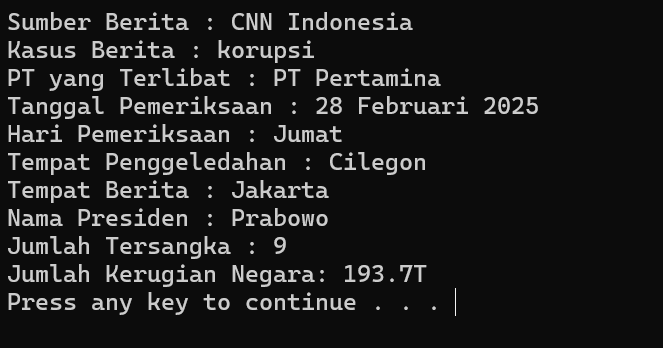 Sumber Berita : CNN Indonesia
Kasus Berita : korupsi
PT yang Terlibat : PT Pertamina
Tanggal Pemeriksaan : 28 Februari 2025
Hari Pemeriksaan : Jumat
Tempat Penggeledahan : Cilegon
Tempat Berita : Jakarta
Nama Presiden : Prabowo
Jumlah Tersangka : 9
Jumlah Kerugian Negara: 193.7T
Press any key to continue . . .